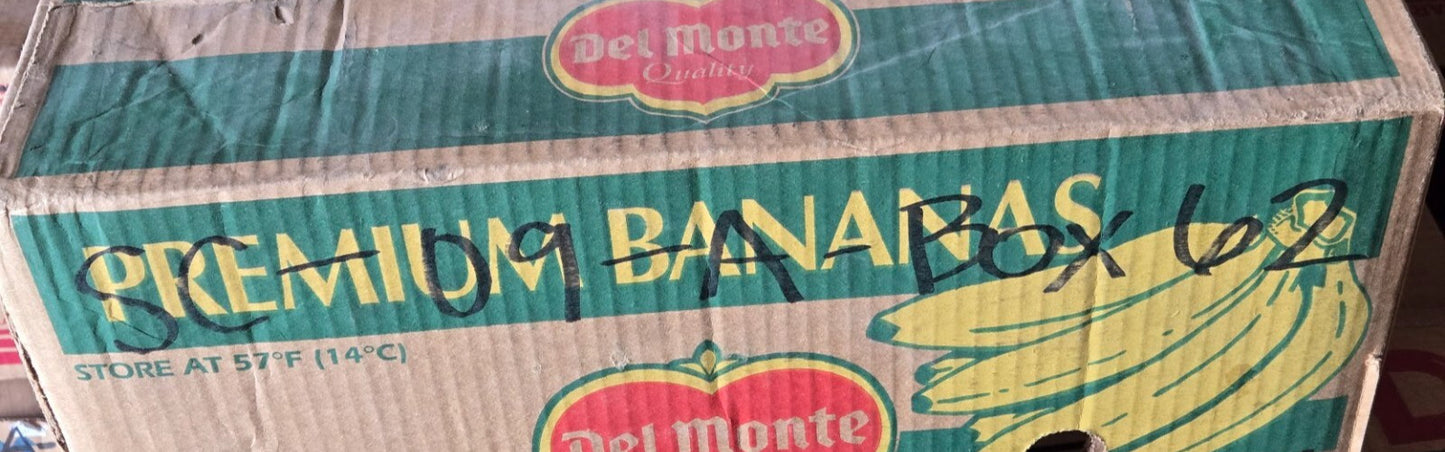 Del Monte
Quality
PREMIUM BANANAS
SC-09-A-Box 62
STORE AT 57°F (14°C)
Del Monte